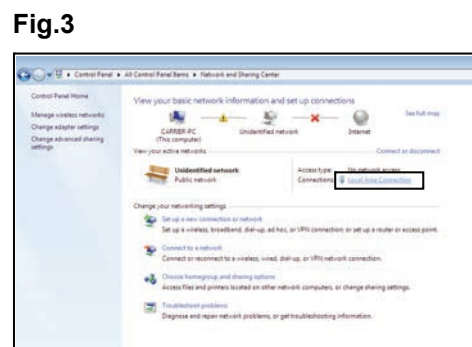 Fig.3
Control Panel ▸ All Control Panel Items ▸ Network and Sharing Center
Control Panel Home
Manage wireless networks
Change adapter settings
Change advanced sharing
settings
View your basic network information and set up connections
See full map
CARRIER-PC
(This computer)
Unidentified network
Internet
View your active networks
Connect or disconnect
Unidentified network
Public network
Access type: No network access
Connections: Local Area Connection
Change your networking settings
Set up a new connection or network
Set up a wireless, broadband, dial-up, ad hoc, or VPN connection; or set up a router or access point.
Connect to a network
Connect or reconnect to a wireless, wired, dial-up, or VPN network connection.
Choose homegroup and sharing options
Access files and printers located on other network computers, or change sharing settings.
Troubleshoot problems
Diagnose and repair network problems, or get troubleshooting information.